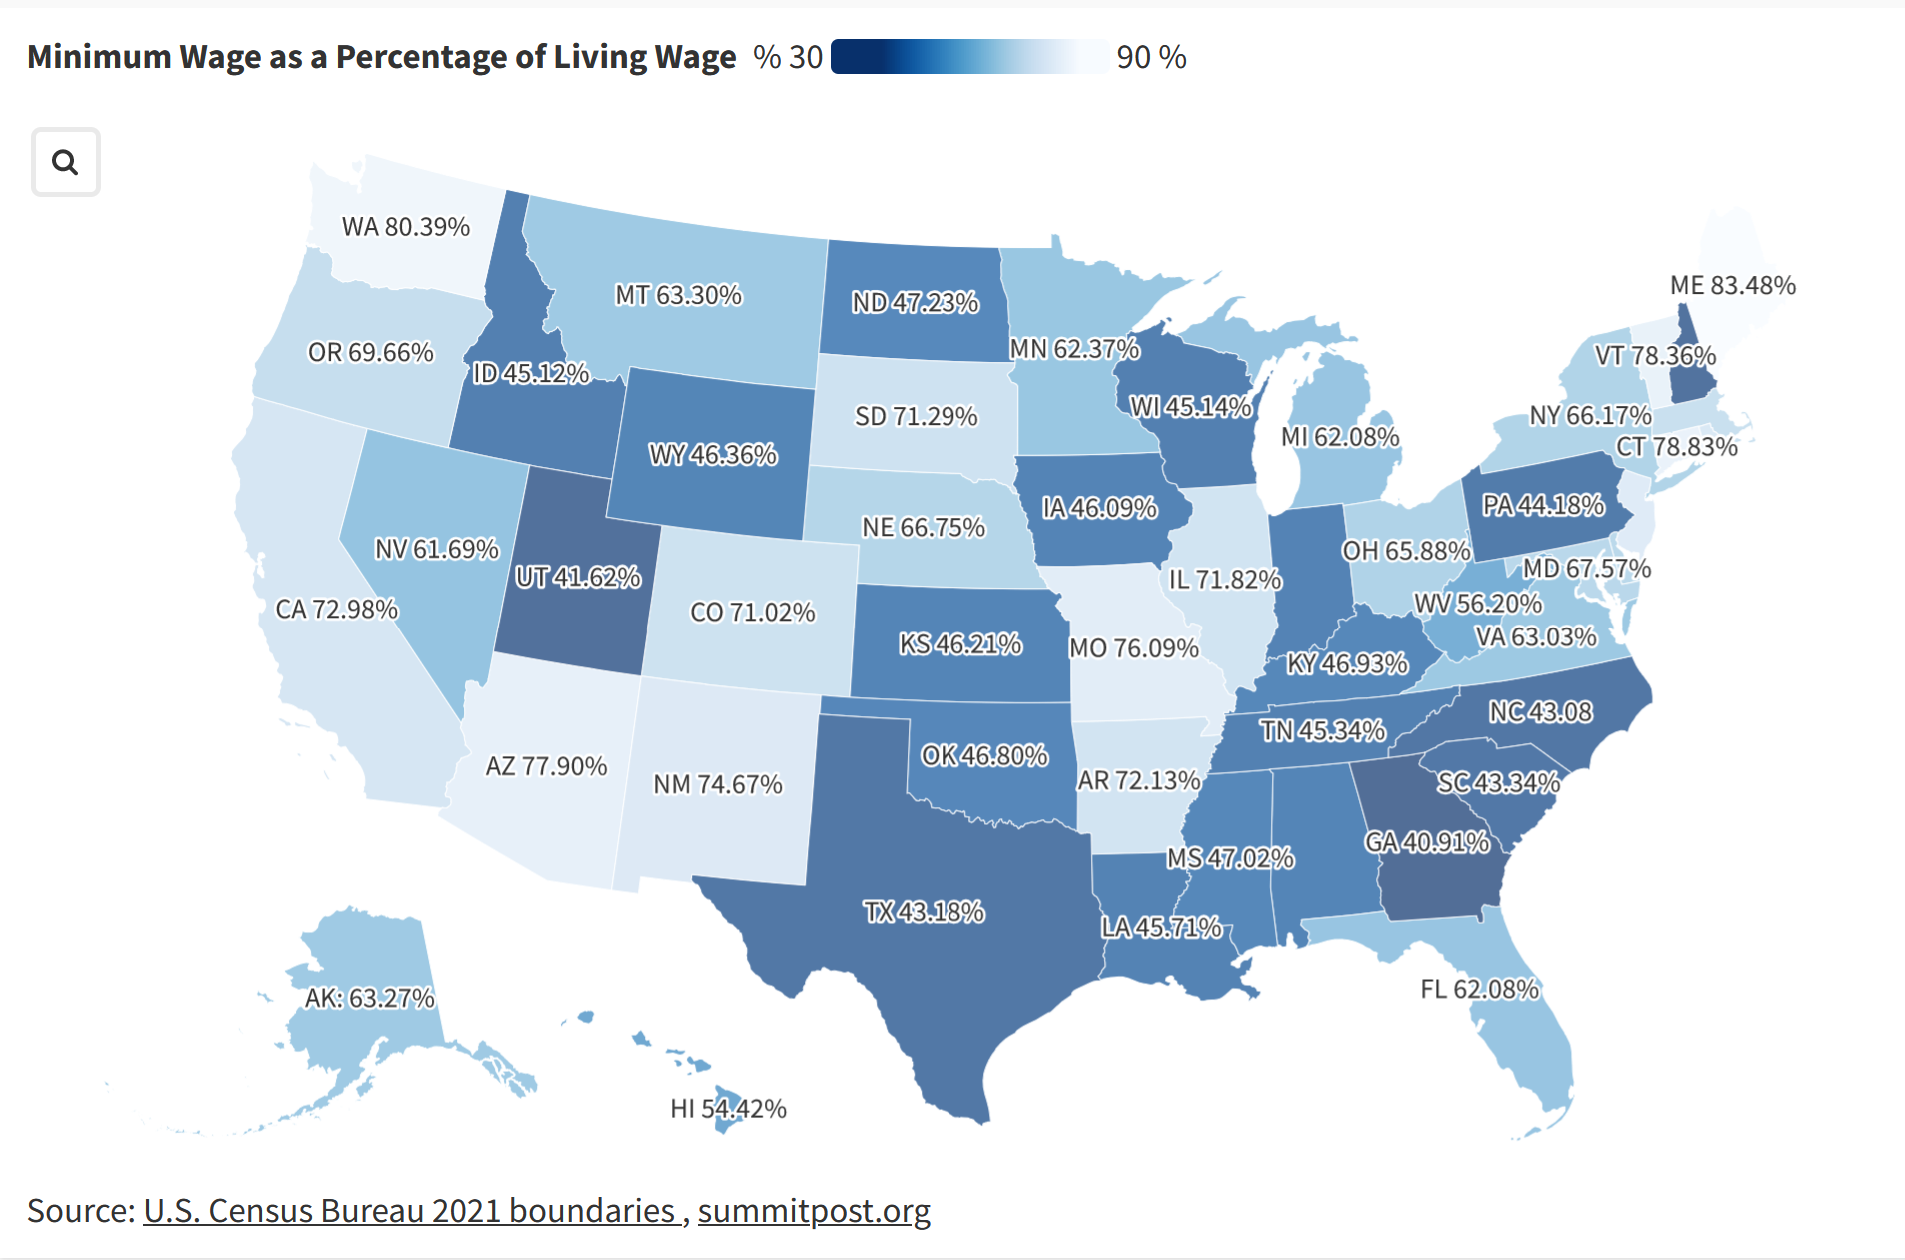 Minimum Wage as a Percentage of Living Wage % 30 90 %
WA 80.39%
MT 63.30%
ND 47.23%
ME 83.48%
OR 69.66%
ID 45.12%
MN 62.37%
VT 78.36%
SD 71.29%
WI 45.14%
NY 66.17%
WY 46.36%
MI 62.08%
CT 78.83%
IA 46.09%
PA 44.18%
NE 66.75%
NV 61.69%
OH 65.88%
MD 67.57%
UT 41.62%
IL 71.82%
CA 72.98%
CO 71.02%
WV 56.20%
VA 63.03%
KS 46.21%
MO 76.09%
KY 46.93%
NC 43.08
TN 45.34%
AZ 77.90%
NM 74.67%
OK 46.80%
AR 72.13%
SC 43.34%
GA 40.91%
MS 47.02%
TX 43.18%
LA 45.71%
FL 62.08%
AK: 63.27%
HI 54.42%
Source: U.S. Census Bureau 2021 boundaries , summitpost.org